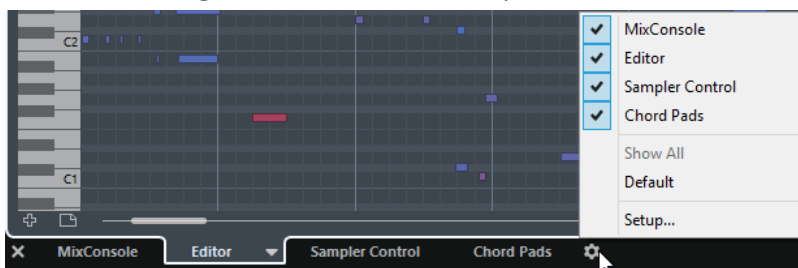 C2
C1
MixConsole
Editor
Sampler Control
Chord Pads
Show All
Default
Setup...
MixConsole Editor Sampler Control Chord Pads